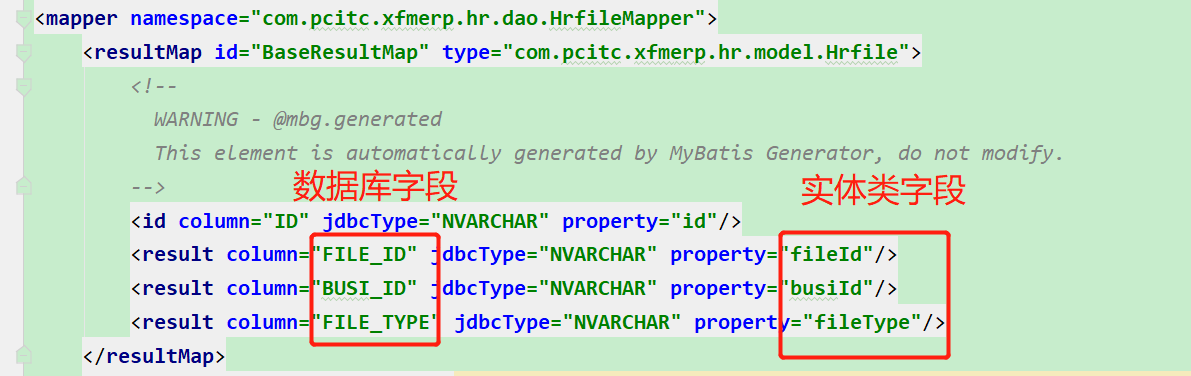 <mapper namespace="com.pcitc.xfmerp.hr.dao.HrfileMapper">
<resultMap id="BaseResultMap" type="com.pcitc.xfmerp.hr.model.Hrfile">
<!--
WARNING - @mbg.generated
This element is automatically generated by MyBatis Generator, do not modify.
-->
数据库字段 实体类字段
<id column="ID" jdbcType="NVARCHAR" property="id"/>
<result column="FILE_ID" jdbcType="NVARCHAR" property="fileId"/>
<result column="BUSI_ID" jdbcType="NVARCHAR" property="busiId"/>
<result column="FILE_TYPE" jdbcType="NVARCHAR" property="fileType"/>
</resultMap>